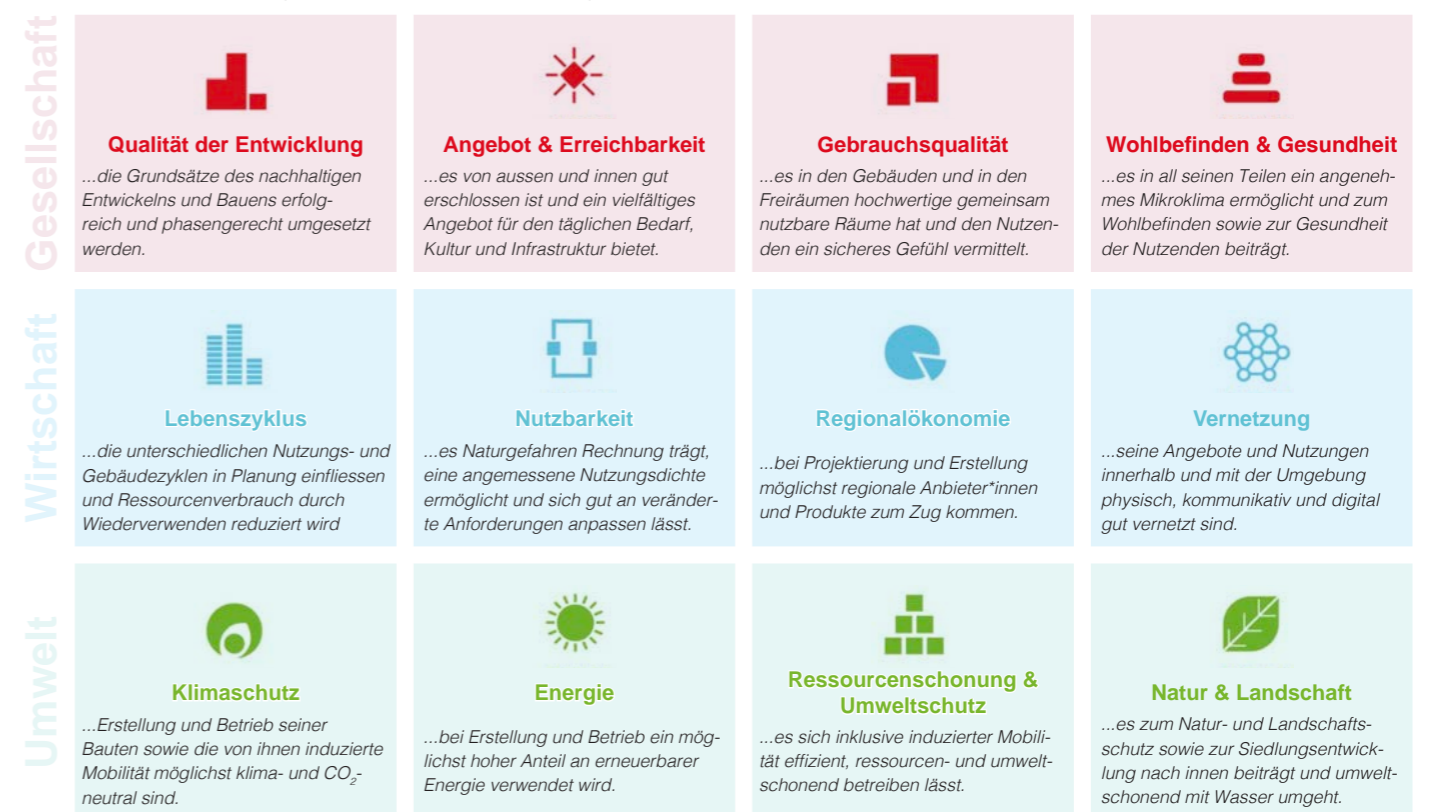 Gesellschaft
Qualität der Entwicklung
...die Grundsätze des nachhaltigen
Entwickelns und Bauens erfolg-
reich und phasengerecht umgesetzt
werden.
Angebot & Erreichbarkeit
...es von aussen und innen gut
erschlossen ist und ein vielfältiges
Angebot für den täglichen Bedarf,
Kultur und Infrastruktur bietet.
Gebrauchsqualität
...es in den Gebäuden und in den
Freiräumen hochwertige gemeinsam
nutzbare Räume hat und den Nutzen-
den ein sicheres Gefühl vermittelt.
Wohlbefinden & Gesundheit
...es in all seinen Teilen ein angeneh-
mes Mikroklima ermöglicht und zum
Wohlbefinden sowie zur Gesundheit
der Nutzenden beiträgt.
Wirtschaft
Lebenszyklus
...die unterschiedlichen Nutzungs- und
Gebäudezyklen in Planung einfliessen
und Ressourcenverbrauch durch
Wiederverwenden reduziert wird
Nutzbarkeit
...es Naturgefahren Rechnung trägt,
eine angemessene Nutzungsdichte
ermöglicht und sich gut an veränder-
te Anforderungen anpassen lässt.
Regionalökonomie
...bei Projektierung und Erstellung
möglichst regionale Anbieter*innen
und Produkte zum Zug kommen.
Vernetzung
...seine Angebote und Nutzungen
innerhalb und mit der Umgebung
physisch, kommunikativ und digital
gut vernetzt sind.
Umwelt
Klimaschutz
...Erstellung und Betrieb seiner
Bauten sowie die von ihnen induzierte
Mobilität möglichst klima- und CO₂-
neutral sind.
Energie
...bei Erstellung und Betrieb ein mög-
lichst hoher Anteil an erneuerbarer
Energie verwendet wird.
Ressourcenschonung &
Umweltschutz
...es sich inklusive induzierter Mobili-
tät effizient, ressourcen- und umwelt-
schonend betreiben lässt.
Natur & Landschaft
...es zum Natur- und Landschafts-
schutz sowie zur Siedlungsentwick-
lung nach innen beiträgt und umwelt-
schonend mit Wasser umgeht.